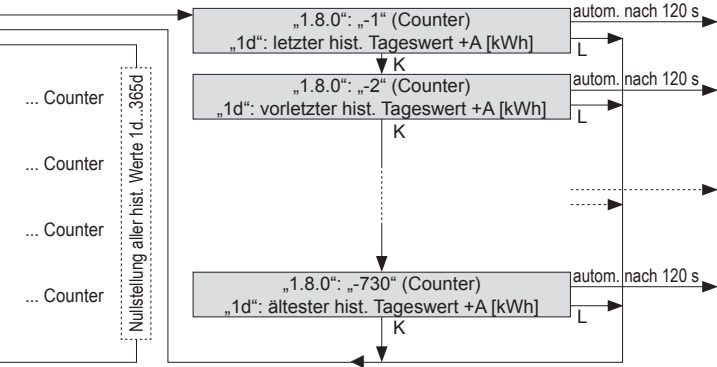 „1.8.0“: „-1“ (Counter)
„1d“: letzter hist. Tageswert +A [kWh]
autom. nach 120 s
L
K
„1.8.0“: „-2“ (Counter)
„1d“: vorletzter hist. Tageswert +A [kWh]
autom. nach 120 s
L
K
... Counter
... Counter
... Counter
... Counter
Nullstellung aller hist. Werte 1d...365d
„1.8.0“: „-730“ (Counter)
„1d“: ältester hist. Tageswert +A [kWh]
autom. nach 120 s
L
K